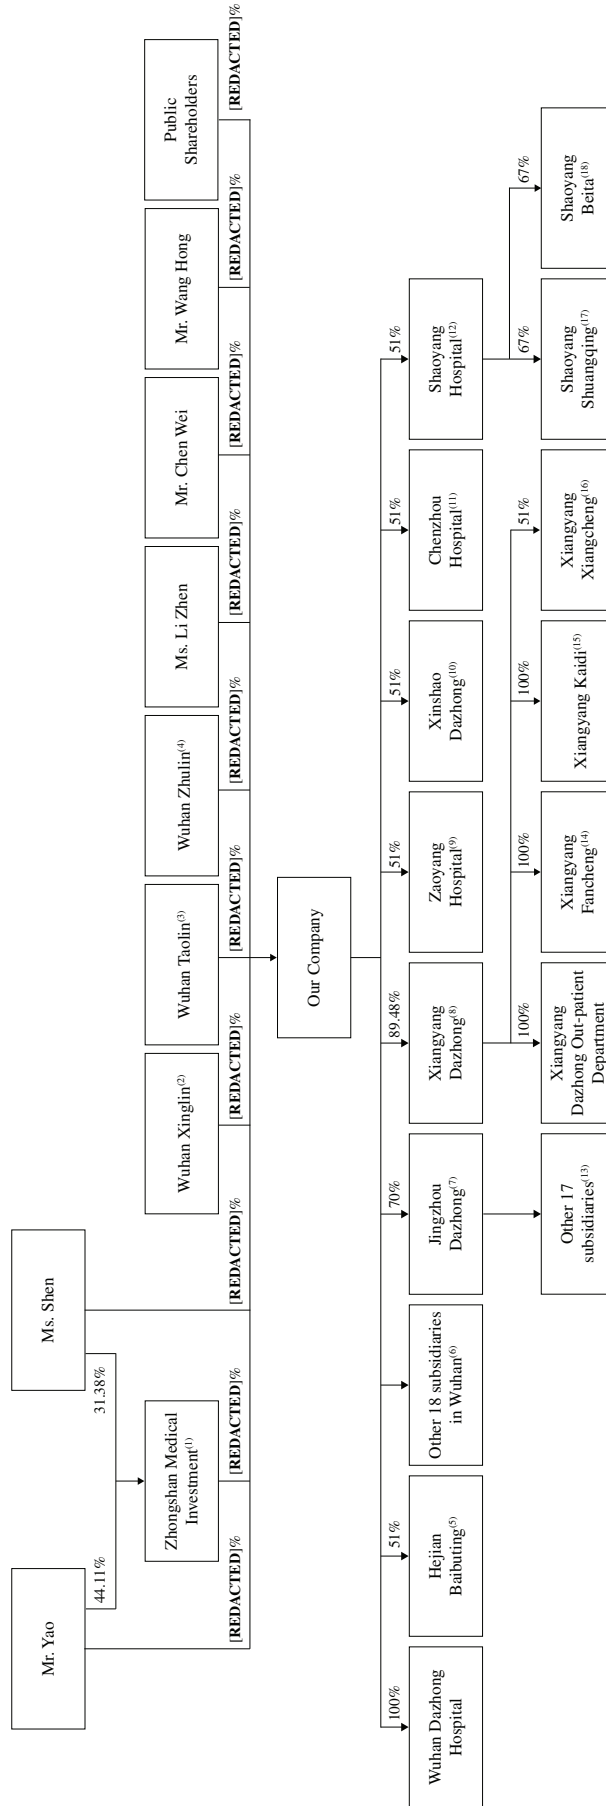 Mr. Yao
Ms. Shen
44.11%
31.38%
Zhongshan Medical
Investment(1)
Wuhan Xinglin(2)
Wuhan Taolin(3)
Wuhan Zhulin(4)
Ms. Li Zhen
Mr. Chen Wei
Mr. Wang Hong
Public
Shareholders
[REDACTED]%
[REDACTED]%
[REDACTED]%
[REDACTED]%
[REDACTED]%
[REDACTED]%
[REDACTED]%
[REDACTED]%
[REDACTED]%
[REDACTED]%
Our Company
100%
51%
70%
89.48%
51%
51%
51%
51%
Wuhan Dazhong
Hospital
Hejian
Baibuting(5)
Other 18 subsidiaries
in Wuhan(6)
Jingzhou
Dazhong(7)
Xiangyang
Dazhong(8)
Zaoyang
Hospital(9)
Xinshao
Dazhong(10)
Chenzhou
Hospital(11)
Shaoyang
Hospital(12)
100%
100%
100%
51%
67%
67%
Other 17
subsidiaries(13)
Xiangyang
Dazhong Out-patient
Department
Xiangyang
Fancheng(14)
Xiangyang Kaidi(15)
Xiangyang
Xiangcheng(16)
Shaoyang
Shuangqing(17)
Shaoyang
Beita(18)